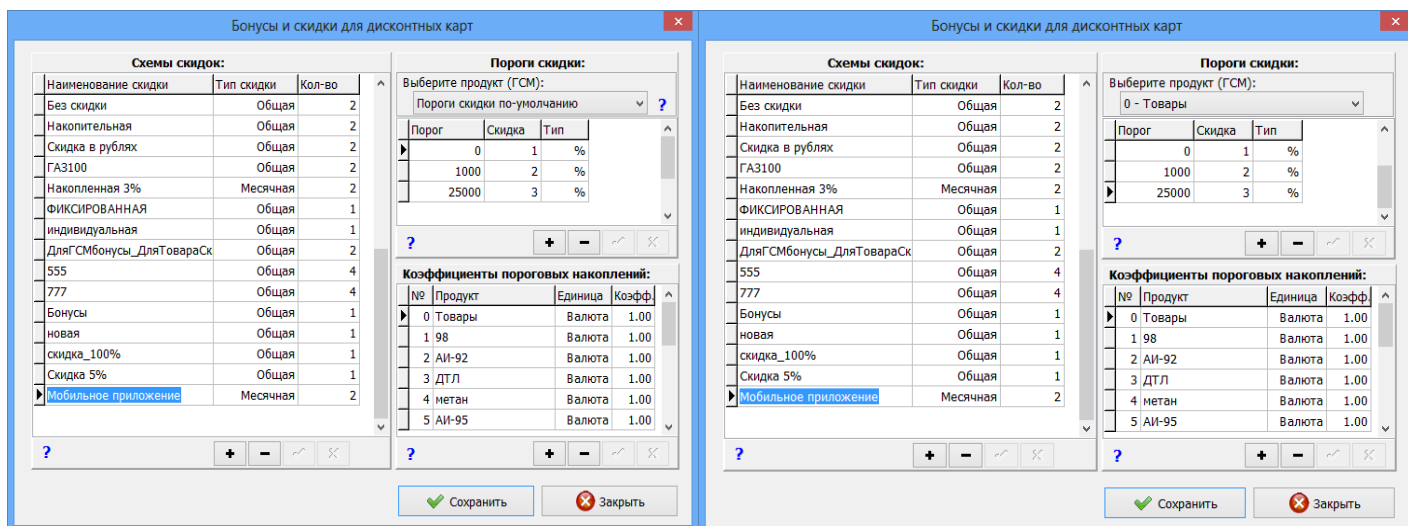 Бонусы и скидки для дисконтных карт
Схемы скидок:
Наименование скидки Тип скидки Кол-во
Без скидки Общая 2
Накопительная Общая 2
Скидка в рублях Общая 2
ГАЗ100 Общая 2
Накопленная 3% Месячная 2
ФИКСИРОВАННАЯ Общая 1
индивидуальная Общая 1
ДляГСМбонусы_ДляТовараСк Общая 2
555 Общая 4
777 Общая 4
Бонусы Общая 1
новая Общая 1
скидка_100% Общая 1
Скидка 5% Общая 1
Мобильное приложение Месячная 2
?
Пороги скидки:
Выберите продукт (ГСМ):
Пороги скидки по-умолчанию ?
Порог Скидка Тип
0 1 %
1000 2 %
25000 3 %
?
Коэффициенты пороговых накоплений:
№ Продукт Единица Коэфф.
0 Товары Валюта 1.00
1 98 Валюта 1.00
2 АИ-92 Валюта 1.00
3 ДТЛ Валюта 1.00
4 метан Валюта 1.00
5 АИ-95 Валюта 1.00
?
Сохранить Закрыть
Бонусы и скидки для дисконтных карт
Схемы скидок:
Наименование скидки Тип скидки Кол-во
Без скидки Общая 2
Накопительная Общая 2
Скидка в рублях Общая 2
ГАЗ100 Общая 2
Накопленная 3% Месячная 2
ФИКСИРОВАННАЯ Общая 1
индивидуальная Общая 1
ДляГСМбонусы_ДляТовараСк Общая 2
555 Общая 4
777 Общая 4
Бонусы Общая 1
новая Общая 1
скидка_100% Общая 1
Скидка 5% Общая 1
Мобильное приложение Месячная 2
?
Пороги скидки:
Выберите продукт (ГСМ):
0 - Товары
Порог Скидка Тип
0 1 %
1000 2 %
25000 3 %
?
Коэффициенты пороговых накоплений:
№ Продукт Единица Коэфф.
0 Товары Валюта 1.00
1 98 Валюта 1.00
2 АИ-92 Валюта 1.00
3 ДТЛ Валюта 1.00
4 метан Валюта 1.00
5 АИ-95 Валюта 1.00
?
Сохранить Закрыть